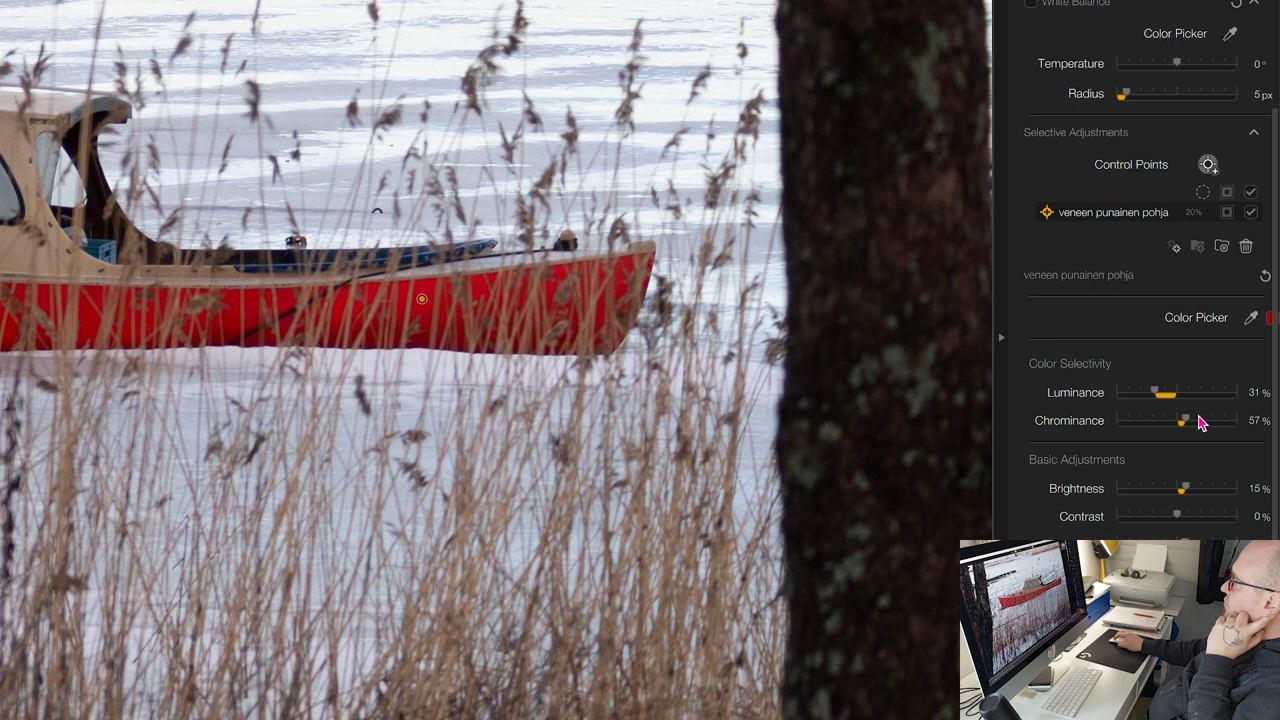 White Balance
Color Picker
Temperature 0°
Radius 5 px
Selective Adjustments
Control Points
veneen punainen pohja 20%
veneen punainen pohja
Color Picker
Color Selectivity
Luminance 31 %
Chrominance 57 %
Basic Adjustments
Brightness 15 %
Contrast 0 %